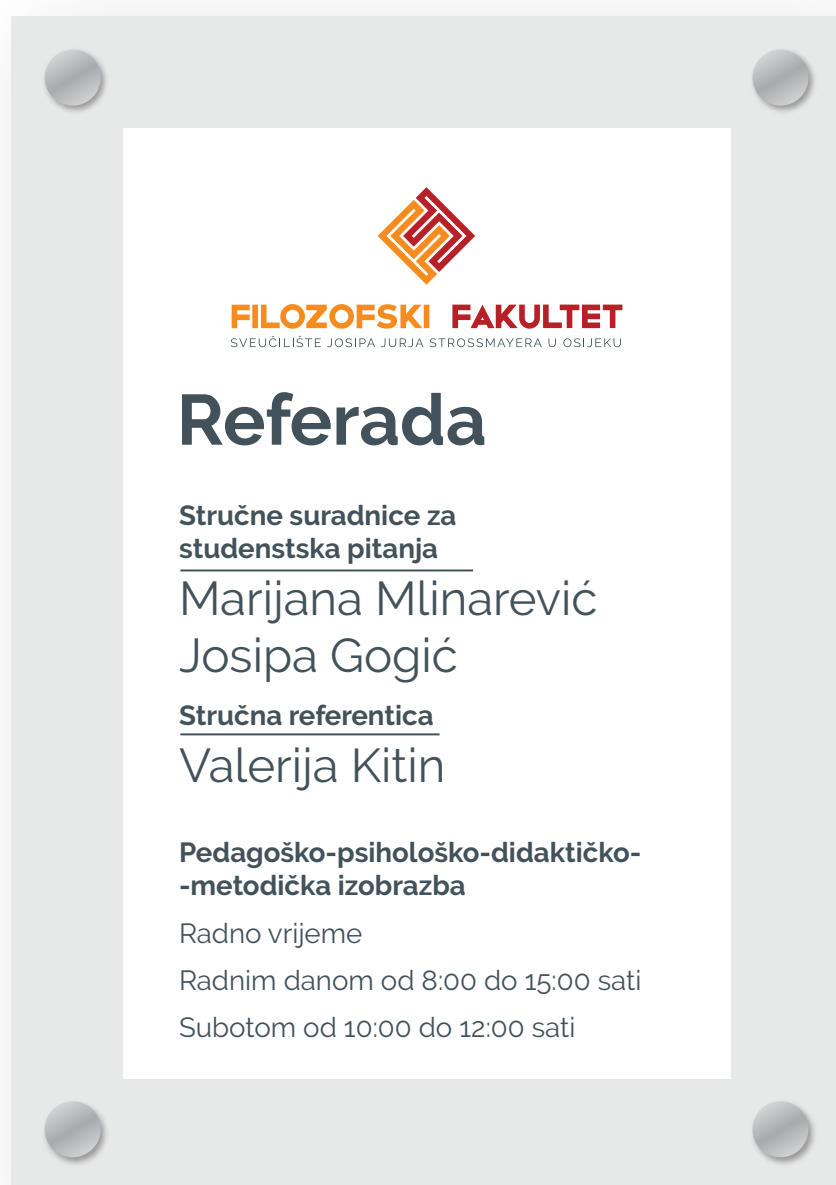 FILOZOFSKI FAKULTET
SVEUČILIŠTE JOSIPA JURJA STROSSMAYERA U OSIJEKU
Referada
Stručne suradnice za
studenstska pitanja
Marijana Mlinarević
Josipa Gogić
Stručna referentica
Valerija Kitin
Pedagoško-psihološko-didaktičko-
-metodička izobrazba
Radno vrijeme
Radnim danom od 8:00 do 15:00 sati
Subotom od 10:00 do 12:00 sati